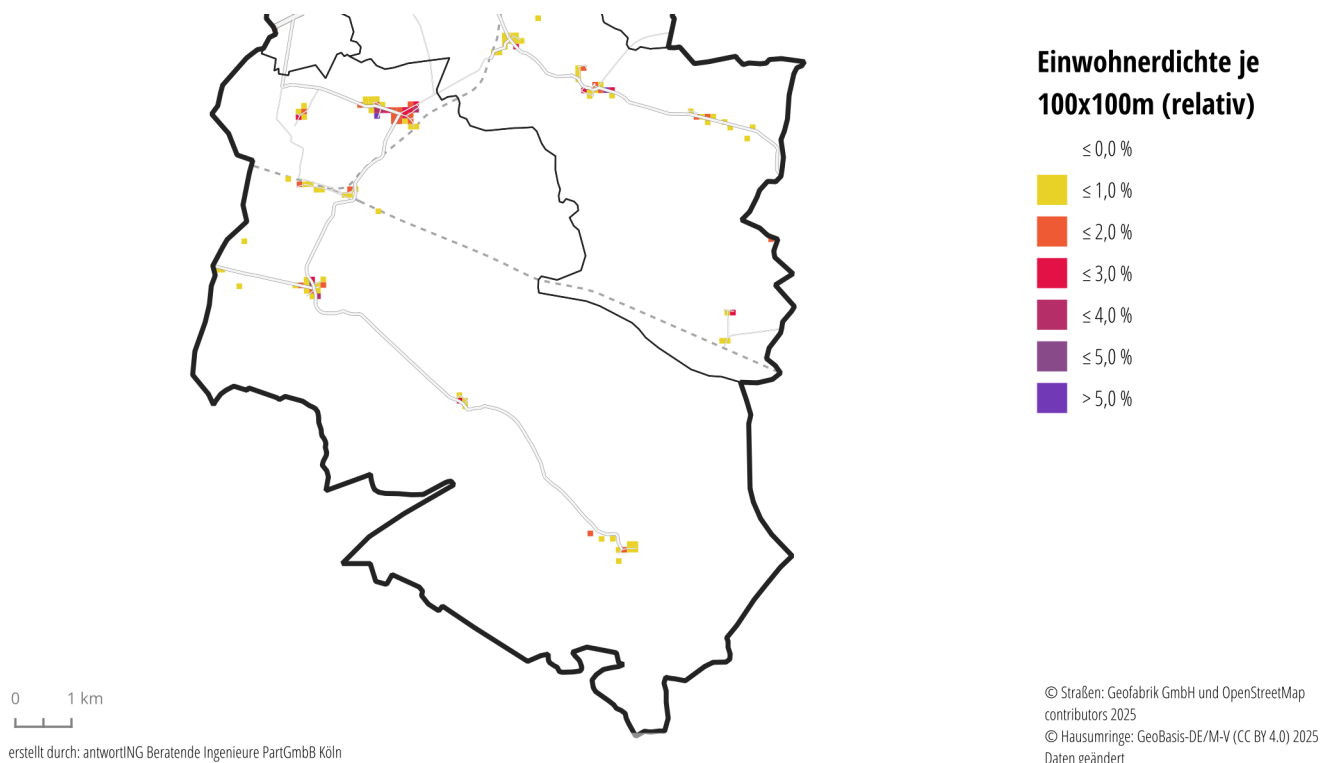 Einwohnerdichte je
100x100m (relativ)
≤ 0,0 %
≤ 1,0 %
≤ 2,0 %
≤ 3,0 %
≤ 4,0 %
≤ 5,0 %
> 5,0 %
0 1 km
erstellt durch: antwortING Beratende Ingenieure PartGmbB Köln
© Straßen: Geofabrik GmbH und OpenStreetMap
contributors 2025
© Hausumringe: GeoBasis-DE/M-V (CC BY 4.0) 2025
Daten geändert